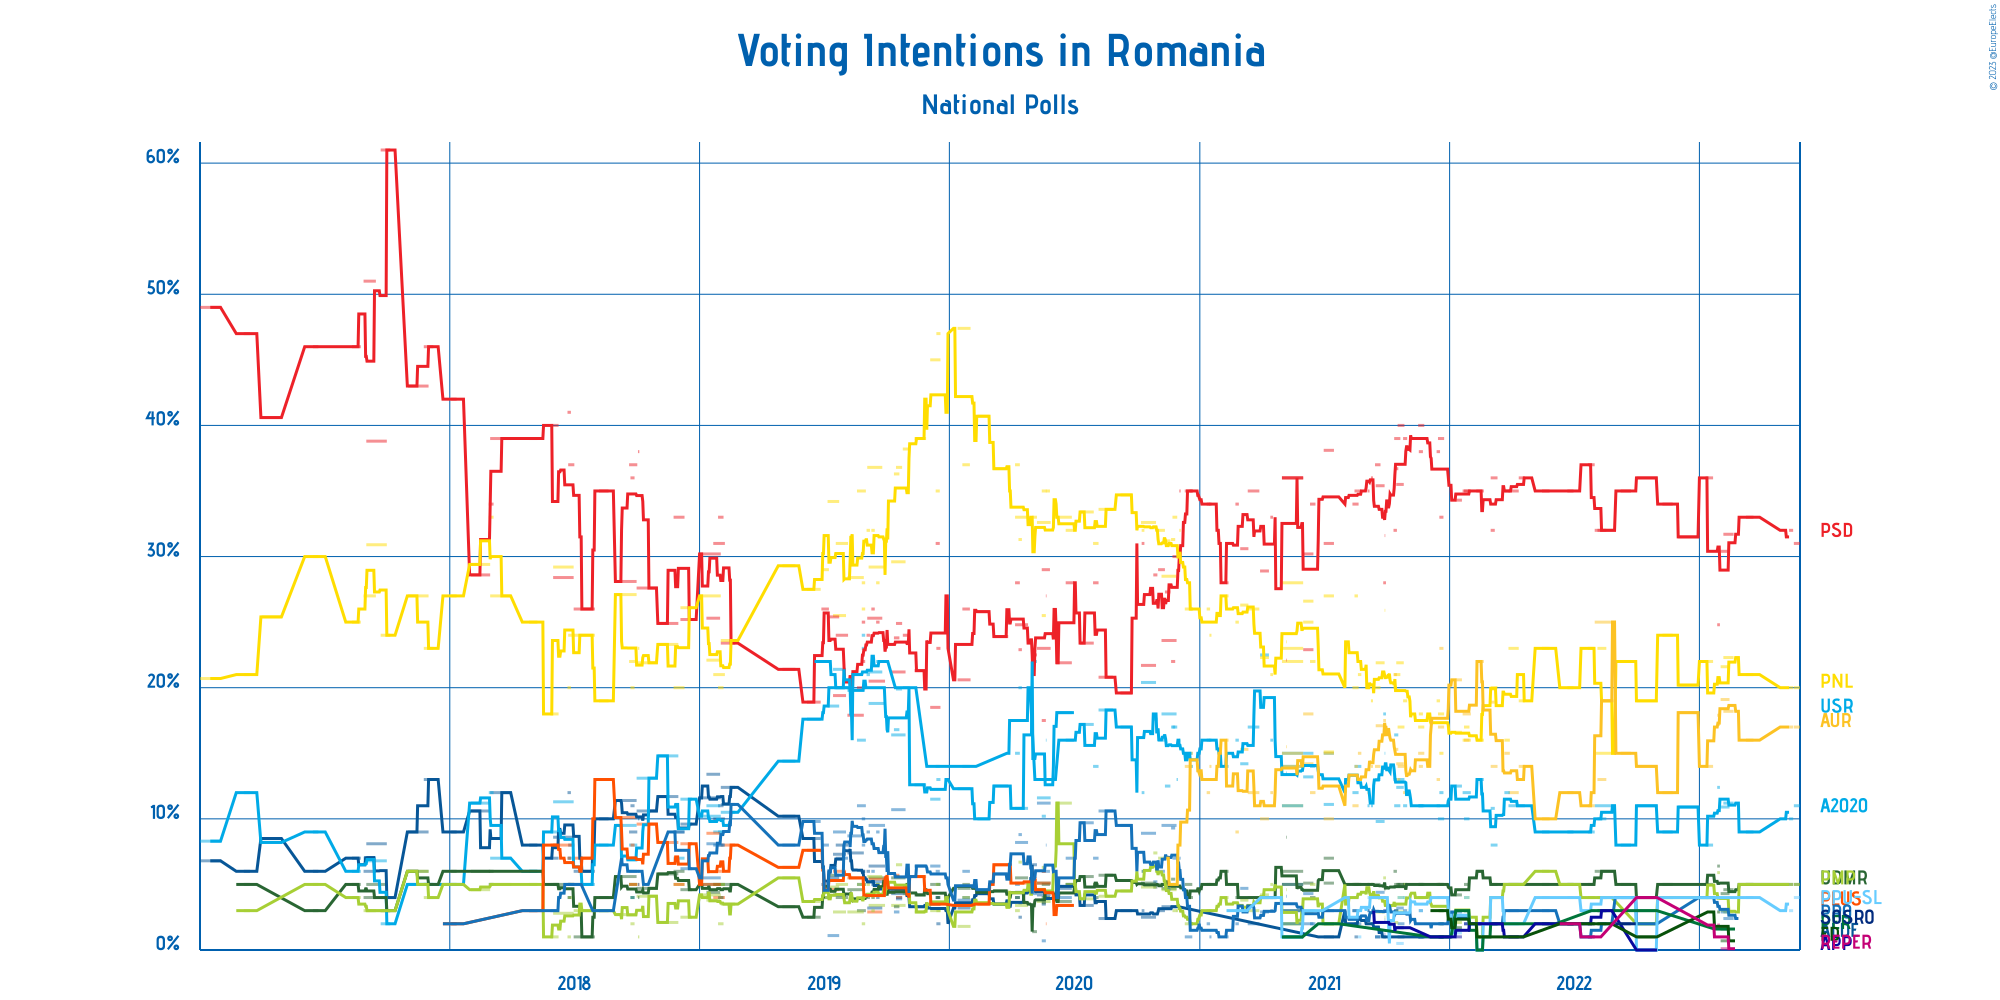 Voting Intentions in Romania
National Polls
© 2023 @EuropeElects
60%
50%
40%
30%
20%
10%
0%
PSD
PNL
USR
AUR
A2020
2018
2019
2020
2021
2022